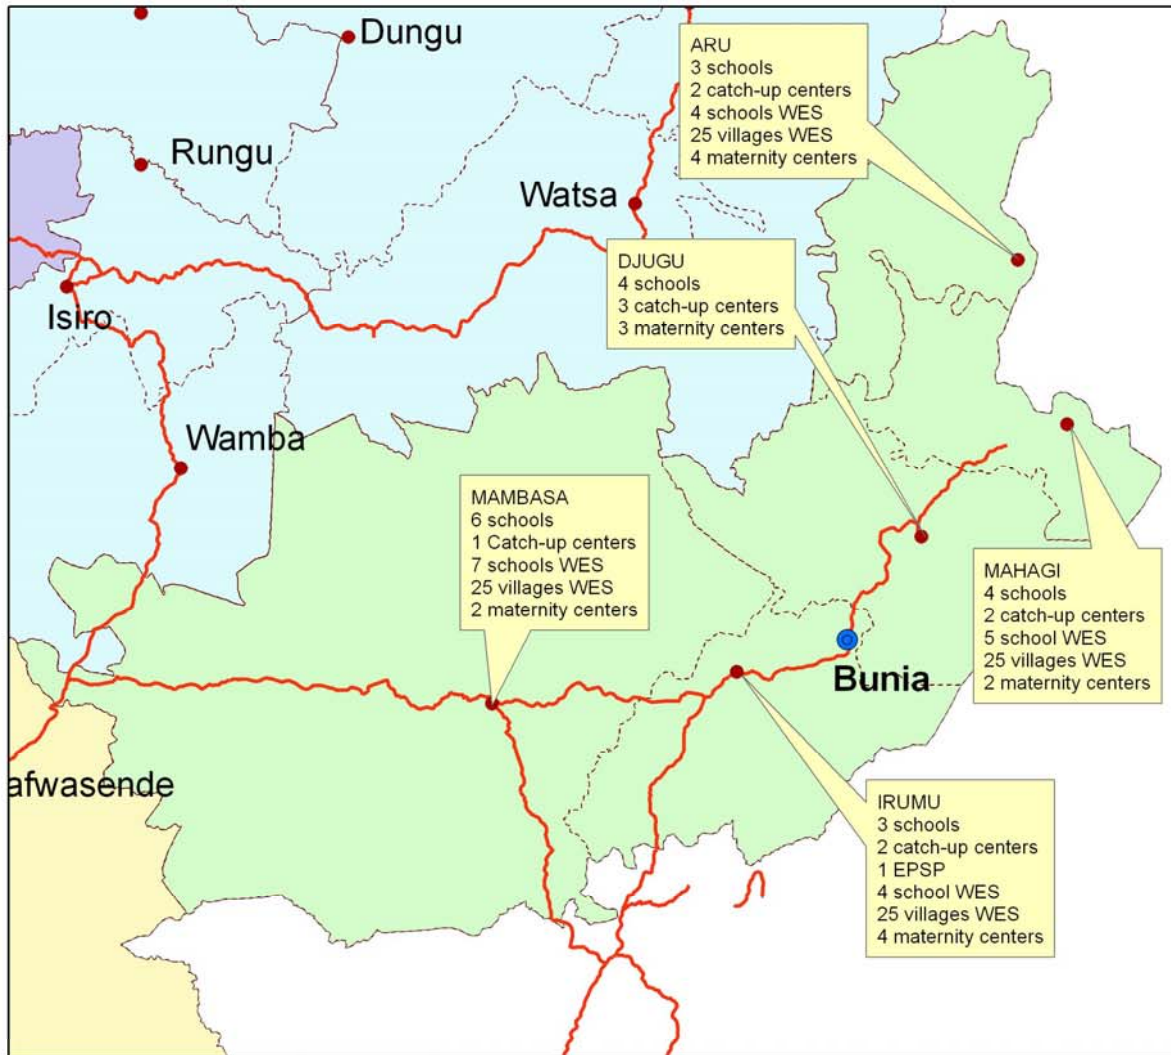 Dungu
ARU
3 schools
2 catch-up centers
4 schools WES
25 villages WES
4 maternity centers
Rungu
Watsa
DJUGU
4 schools
3 catch-up centers
3 maternity centers
Isiro
Wamba
MAMBASA
6 schools
1 Catch-up centers
7 schools WES
25 villages WES
2 maternity centers
MAHAGI
4 schools
2 catch-up centers
5 school WES
25 villages WES
2 maternity centers
Bunia
afwasende
IRUMU
3 schools
2 catch-up centers
1 EPSP
4 school WES
25 villages WES
4 maternity centers